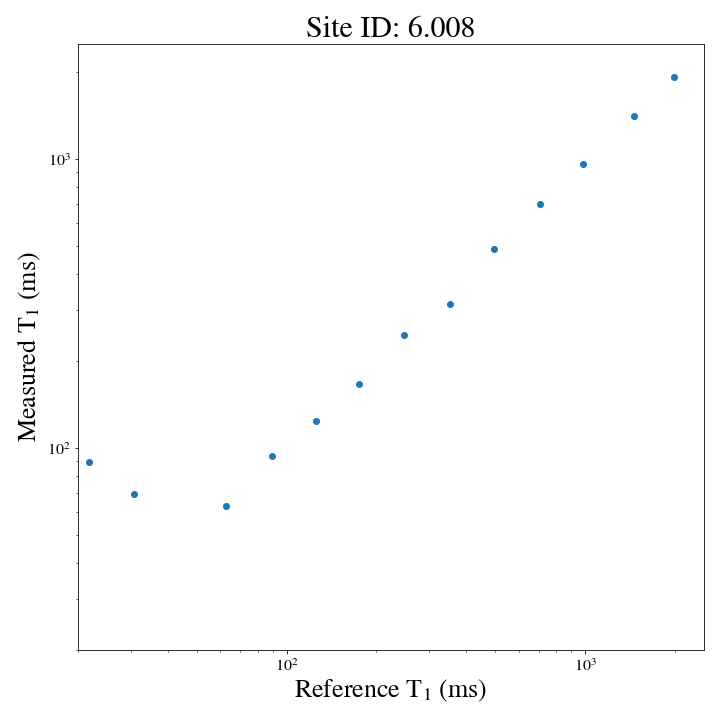 Site ID: 6.008
Measured T₁ (ms)
10³
10²
10²
10³
Reference T₁ (ms)